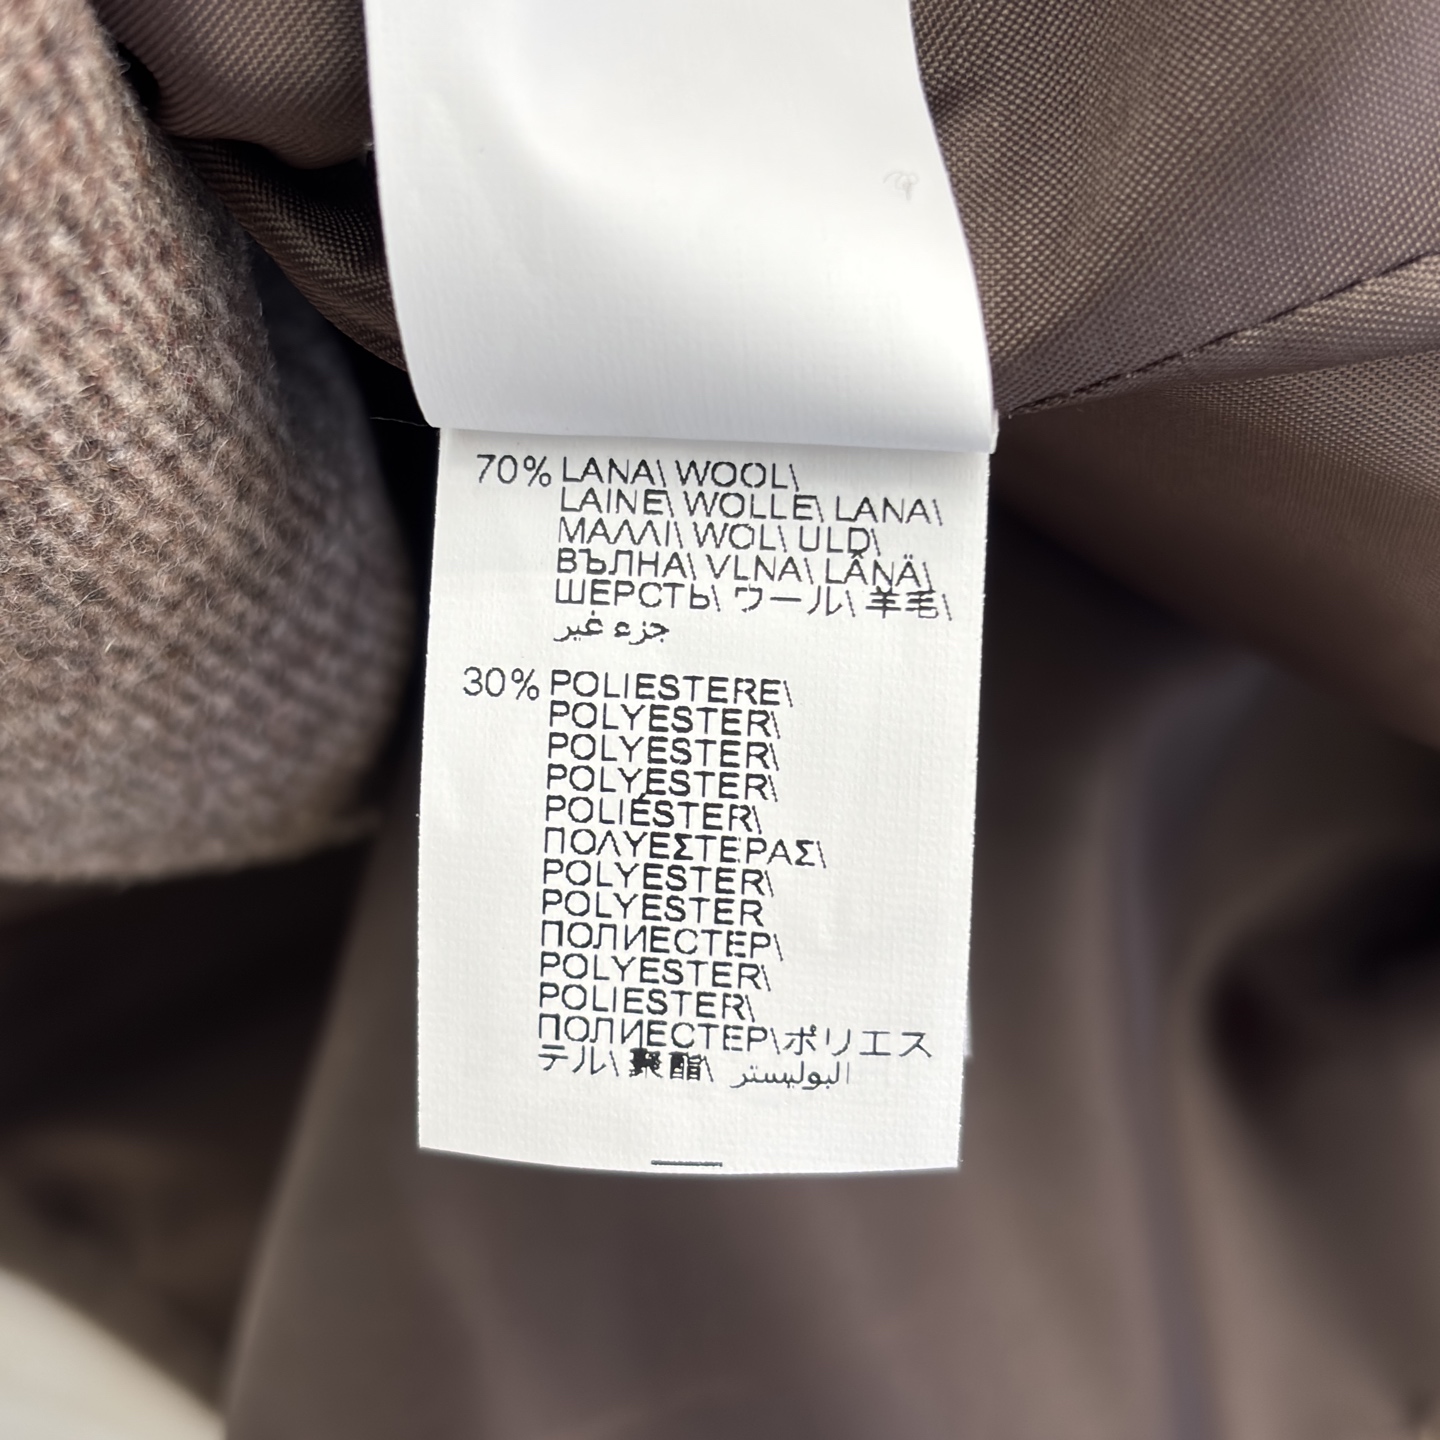 70% LANA\ WOOL\
LAINE\ WOLLE\ LANA\
ΜΑΛΛΙ\ WOL\ ULD\
ВЪЛНА\ VLNA\ LÂNÄ\
ШЕРСТЬ\ ウール\ 羊毛\
جزء غير
30% POLIESTERE\
POLYESTER\
POLYESTER\
POLYESTER\
POLIÉSTER\
ΠΟΛΥΕΣΤΕΡΑΣ\
POLYESTER\
POLYESTER
ПОЛИЕСТЕР\
POLYESTER\
POLIESTER\
ПОЛИЕСТЕР\ポリエス
テル\ 聚酯\ البوليستر